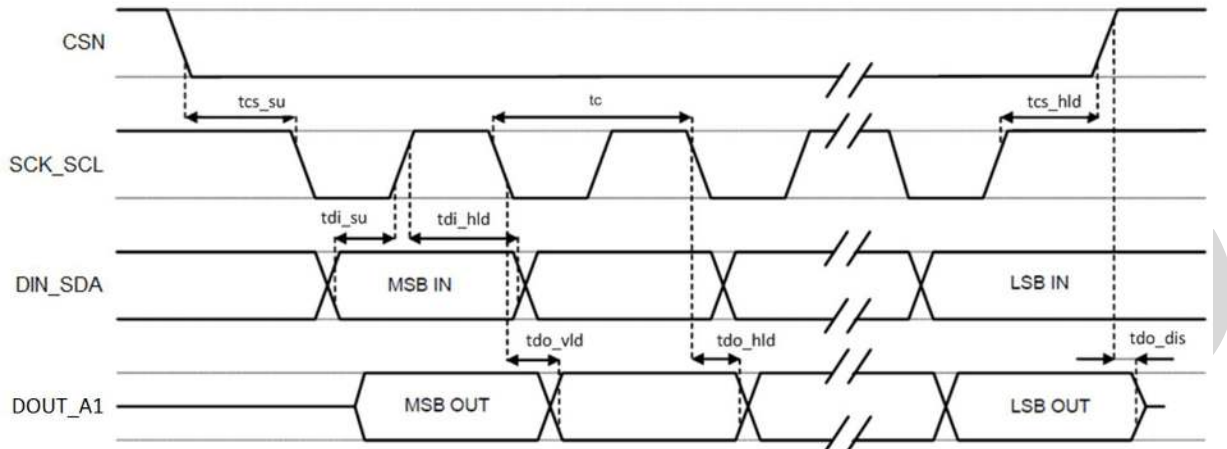 CSN
tcs_su
tc
tcs_hld
SCK_SCL
tdi_su
tdi_hld
DIN_SDA
MSB IN
LSB IN
tdo_vld
tdo_hld
tdo_dis
DOUT_A1
MSB OUT
LSB OUT